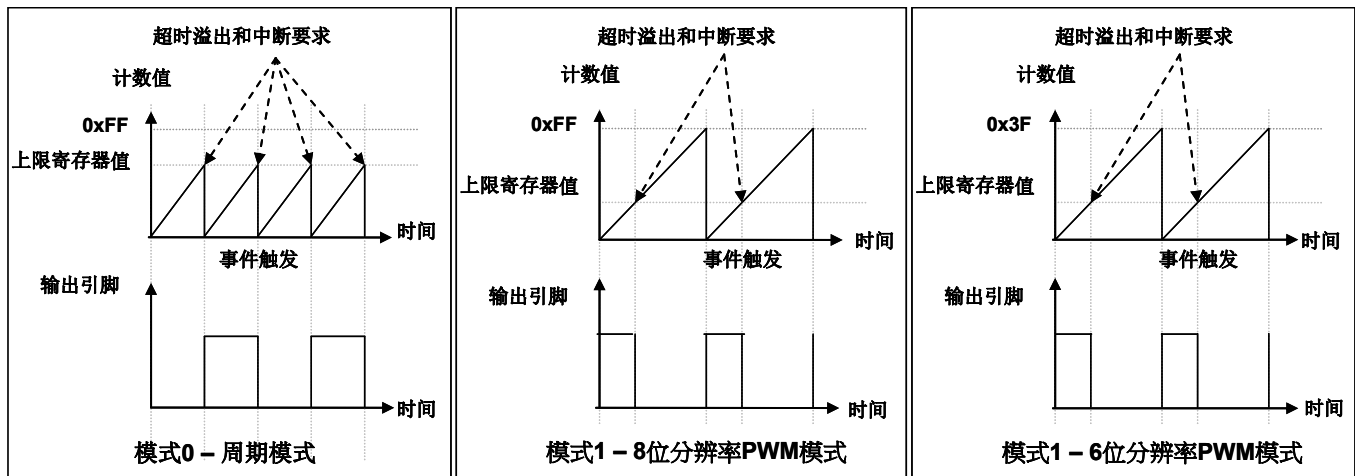 超时溢出和中断要求
计数值
0xFF
上限寄存器值
时间
事件触发
输出引脚
时间
模式0 – 周期模式
超时溢出和中断要求
计数值
0xFF
上限寄存器值
时间
事件触发
输出引脚
时间
模式1 – 8位分辨率PWM模式
超时溢出和中断要求
计数值
0x3F
上限寄存器值
时间
事件触发
输出引脚
时间
模式1 – 6位分辨率PWM模式